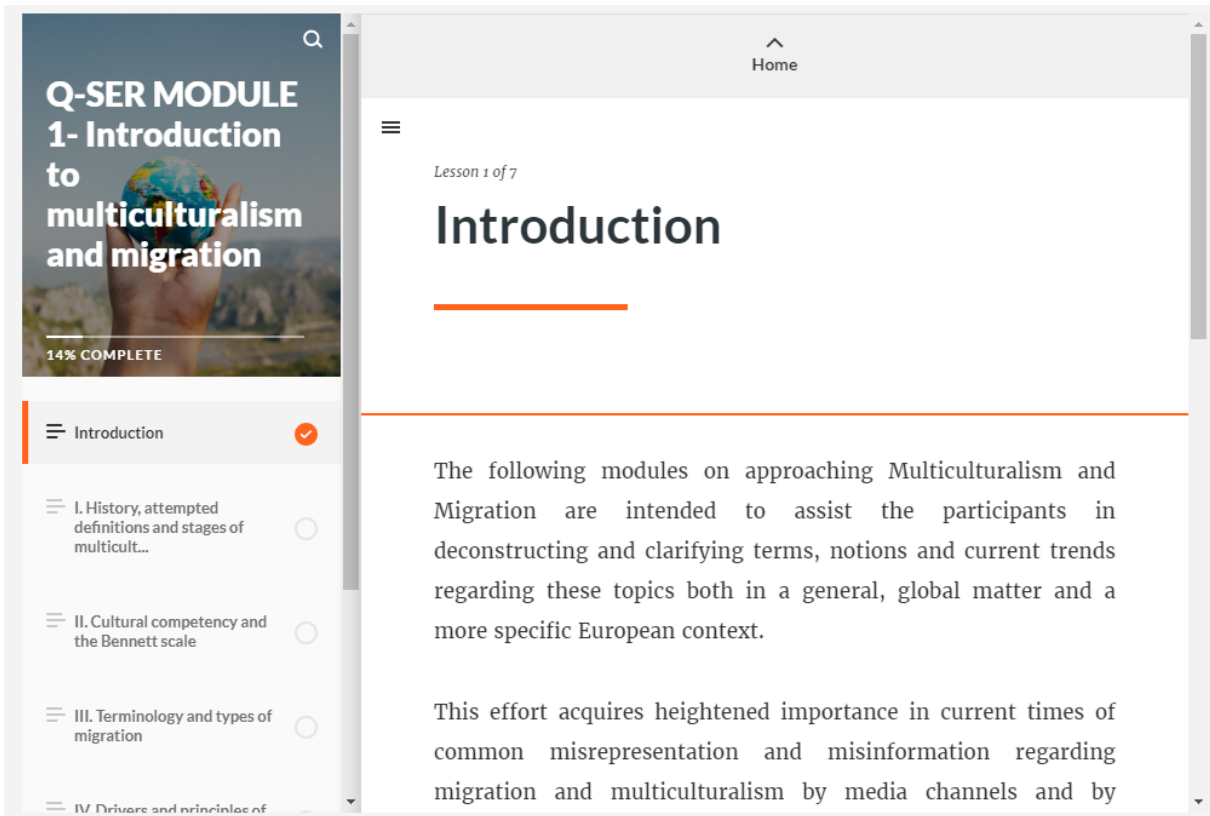 Q-SER MODULE
1- Introduction
to
multiculturalism
and migration
14% COMPLETE
Introduction
I. History, attempted
definitions and stages of
multicult...
II. Cultural competency and
the Bennett scale
III. Terminology and types of
migration
IV. Drivers and principles of
Home
Lesson 1 of 7
Introduction
The following modules on approaching Multiculturalism and
Migration are intended to assist the participants in
deconstructing and clarifying terms, notions and current trends
regarding these topics both in a general, global matter and a
more specific European context.
This effort acquires heightened importance in current times of
common misrepresentation and misinformation regarding
migration and multiculturalism by media channels and by